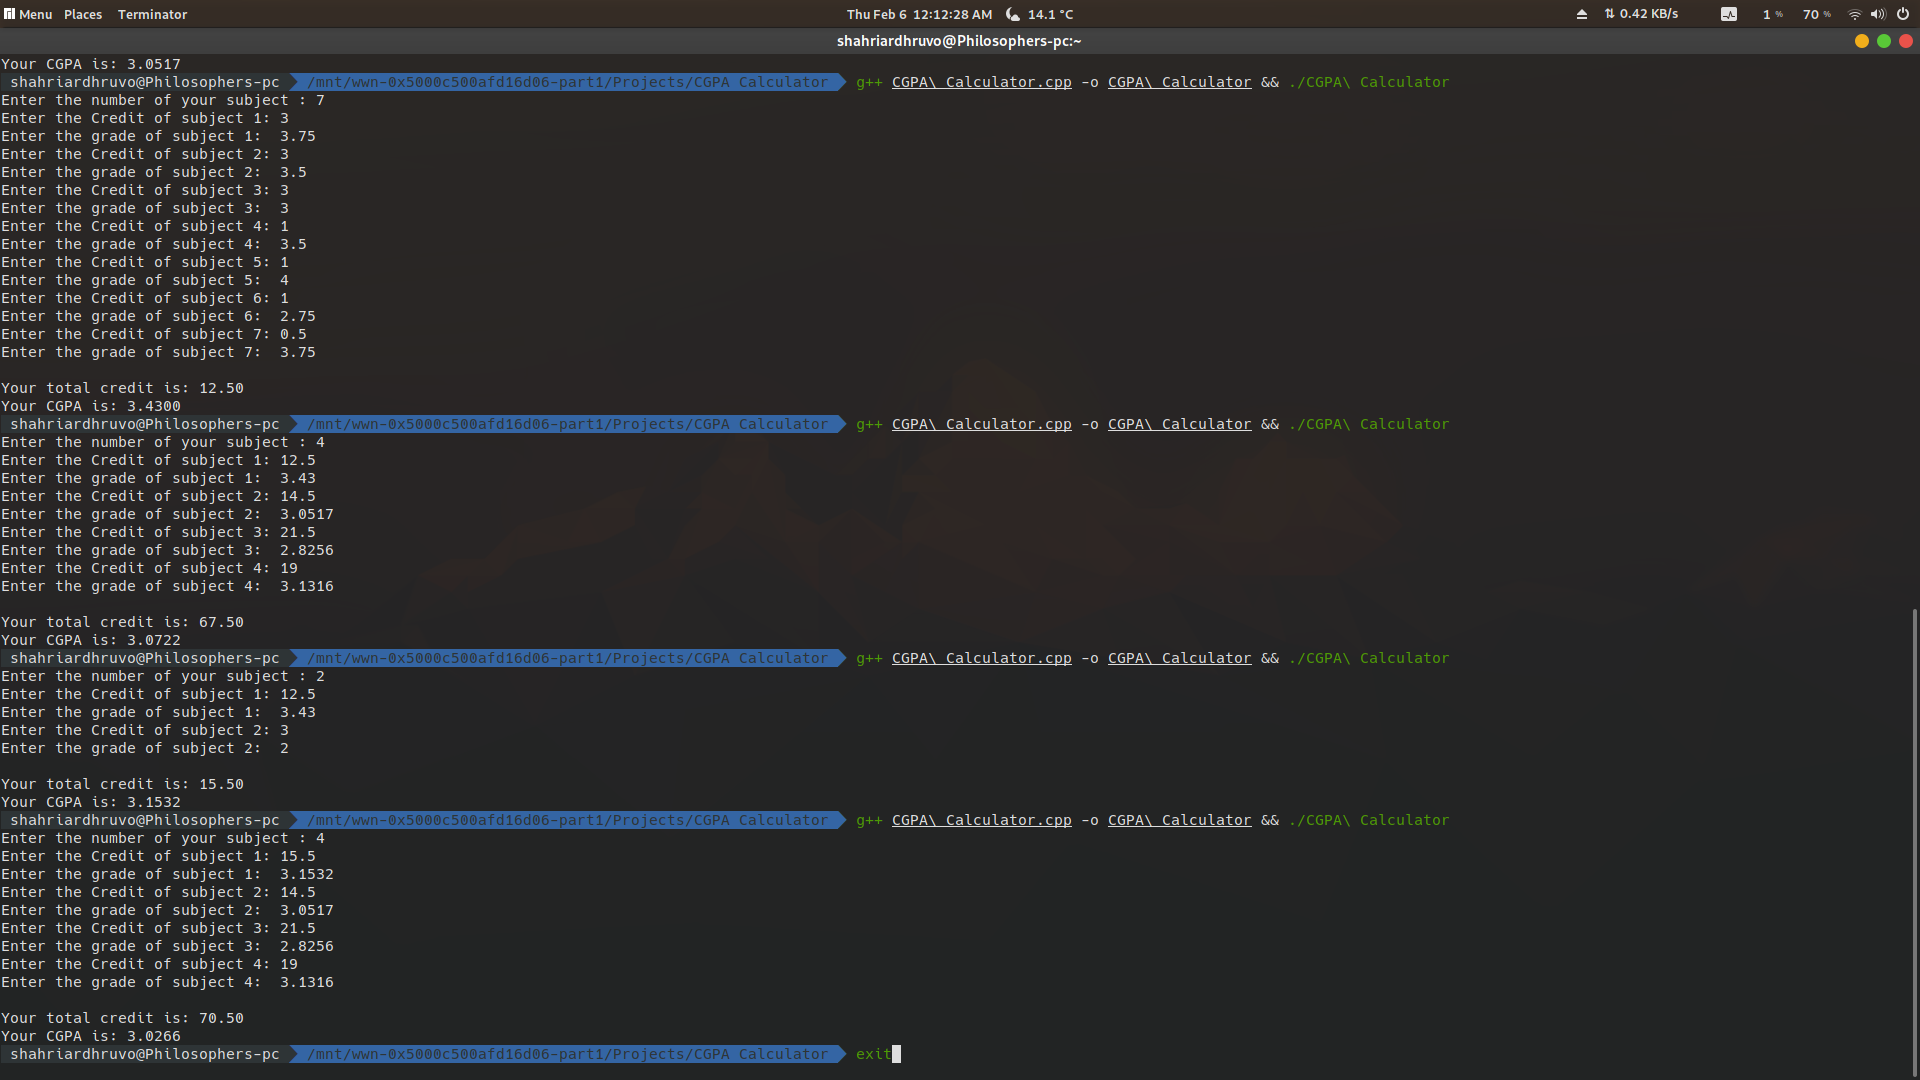 Menu Places Terminator Thu Feb 6 12:12:28 AM 14.1 °C 0.42 KB/s 1 % 70 %
shahriardhruvo@Philosophers-pc:~
Your CGPA is: 3.0517
shahriardhruvo@Philosophers-pc /mnt/wwn-0x5000c500afd16d06-part1/Projects/CGPA Calculator g++ CGPA\ Calculator.cpp -o CGPA\ Calculator && ./CGPA\ Calculator
Enter the number of your subject : 7
Enter the Credit of subject 1: 3
Enter the grade of subject 1:  3.75
Enter the Credit of subject 2: 3
Enter the grade of subject 2:  3.5
Enter the Credit of subject 3: 3
Enter the grade of subject 3:  3
Enter the Credit of subject 4: 1
Enter the grade of subject 4:  3.5
Enter the Credit of subject 5: 1
Enter the grade of subject 5:  4
Enter the Credit of subject 6: 1
Enter the grade of subject 6:  2.75
Enter the Credit of subject 7: 0.5
Enter the grade of subject 7:  3.75
Your total credit is: 12.50
Your CGPA is: 3.4300
shahriardhruvo@Philosophers-pc /mnt/wwn-0x5000c500afd16d06-part1/Projects/CGPA Calculator g++ CGPA\ Calculator.cpp -o CGPA\ Calculator && ./CGPA\ Calculator
Enter the number of your subject : 4
Enter the Credit of subject 1: 12.5
Enter the grade of subject 1:  3.43
Enter the Credit of subject 2: 14.5
Enter the grade of subject 2:  3.0517
Enter the Credit of subject 3: 21.5
Enter the grade of subject 3:  2.8256
Enter the Credit of subject 4: 19
Enter the grade of subject 4:  3.1316
Your total credit is: 67.50
Your CGPA is: 3.0722
shahriardhruvo@Philosophers-pc /mnt/wwn-0x5000c500afd16d06-part1/Projects/CGPA Calculator g++ CGPA\ Calculator.cpp -o CGPA\ Calculator && ./CGPA\ Calculator
Enter the number of your subject : 2
Enter the Credit of subject 1: 12.5
Enter the grade of subject 1:  3.43
Enter the Credit of subject 2: 3
Enter the grade of subject 2:  2
Your total credit is: 15.50
Your CGPA is: 3.1532
shahriardhruvo@Philosophers-pc /mnt/wwn-0x5000c500afd16d06-part1/Projects/CGPA Calculator g++ CGPA\ Calculator.cpp -o CGPA\ Calculator && ./CGPA\ Calculator
Enter the number of your subject : 4
Enter the Credit of subject 1: 15.5
Enter the grade of subject 1:  3.1532
Enter the Credit of subject 2: 14.5
Enter the grade of subject 2:  3.0517
Enter the Credit of subject 3: 21.5
Enter the grade of subject 3:  2.8256
Enter the Credit of subject 4: 19
Enter the grade of subject 4:  3.1316
Your total credit is: 70.50
Your CGPA is: 3.0266
shahriardhruvo@Philosophers-pc /mnt/wwn-0x5000c500afd16d06-part1/Projects/CGPA Calculator exit